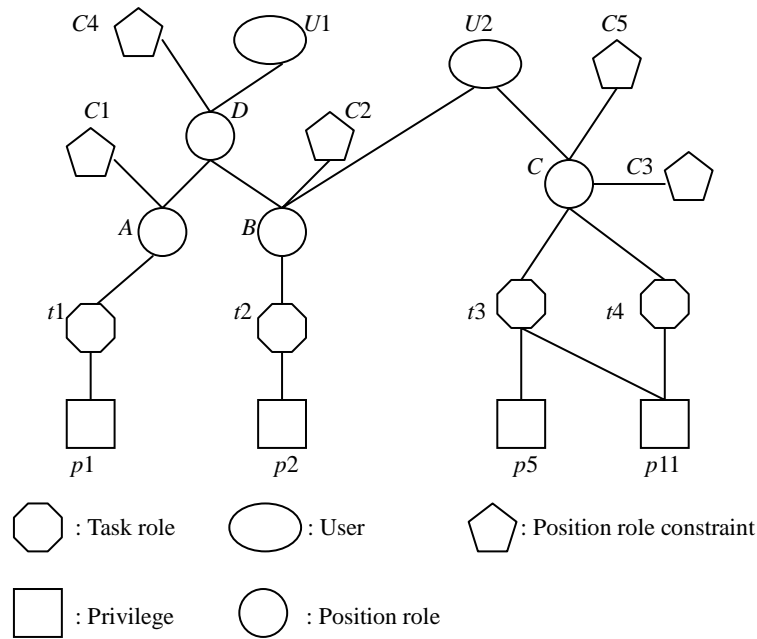 C4 U1 U2 C5
D
C1 C2
C C3
A B
t1 t2 t3 t4
p1 p2 p5 p11
: Task role : User : Position role constraint
: Privilege : Position role